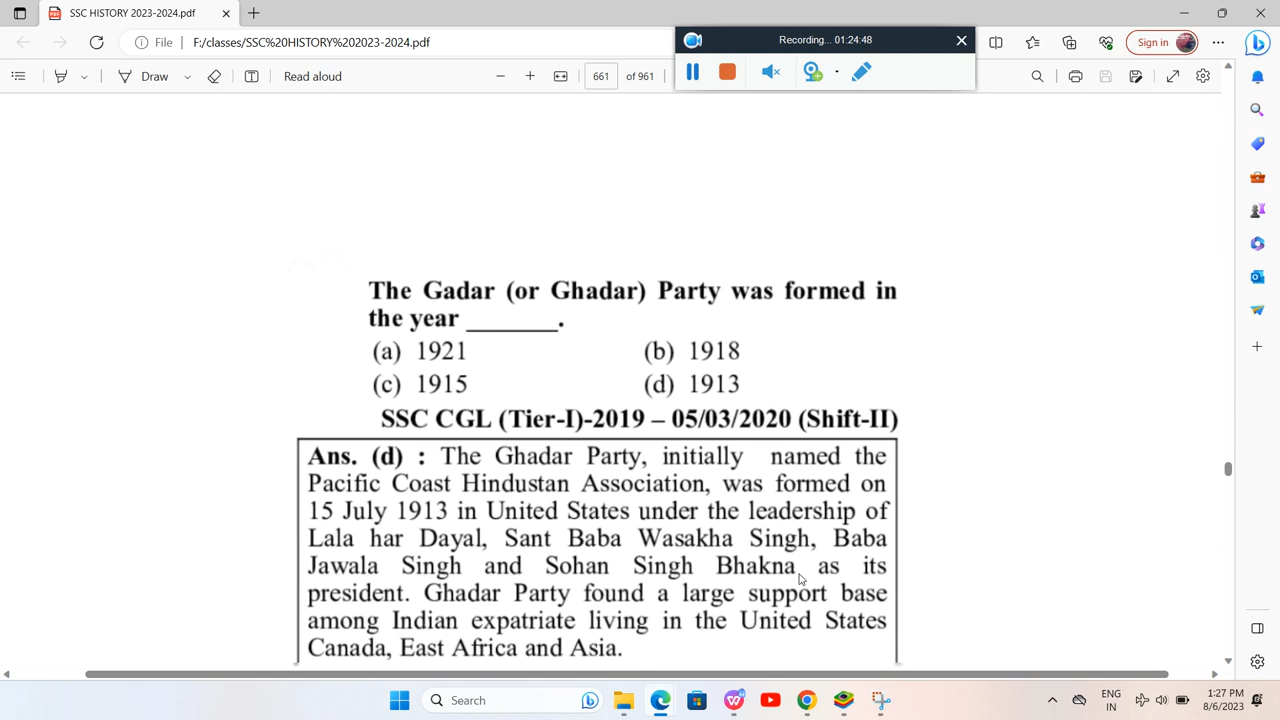 SSC HISTORY 2023-2024.pdf
Recording... 01:24:48
File F:/classes/SSC%20HISTORY%202023-2024.pdf
Sign in
Draw
Read aloud
661 of 961
The Gadar (or Ghadar) Party was formed in
the year _______.
(a) 1921 (b) 1918
(c) 1915 (d) 1913
SSC CGL (Tier-I)-2019 – 05/03/2020 (Shift-II)
Ans. (d) : The Ghadar Party, initially named the
Pacific Coast Hindustan Association, was formed on
15 July 1913 in United States under the leadership of
Lala har Dayal, Sant Baba Wasakha Singh, Baba
Jawala Singh and Sohan Singh Bhakna as its
president. Ghadar Party found a large support base
among Indian expatriate living in the United States
Canada, East Africa and Asia.
Search
ENG
IN
1:27 PM
8/6/2023